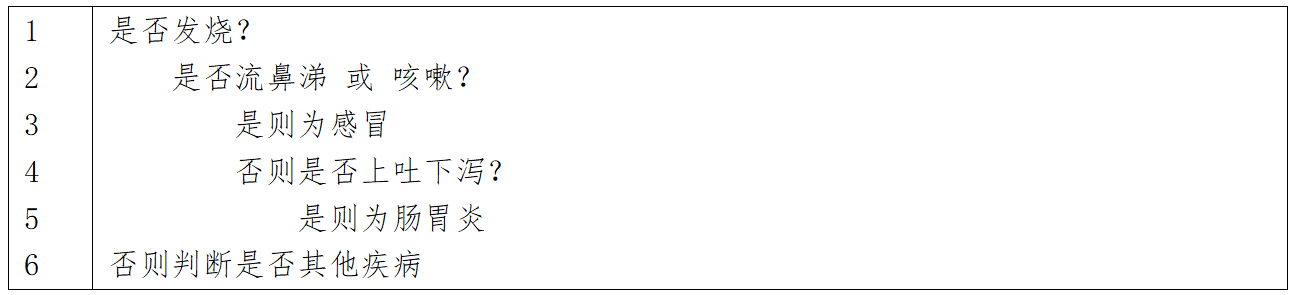 1 是否发烧？
2 是否流鼻涕 或 咳嗽？
3 是则为感冒
4 否则是否上吐下泻？
5 是则为肠胃炎
6 否则判断是否其他疾病